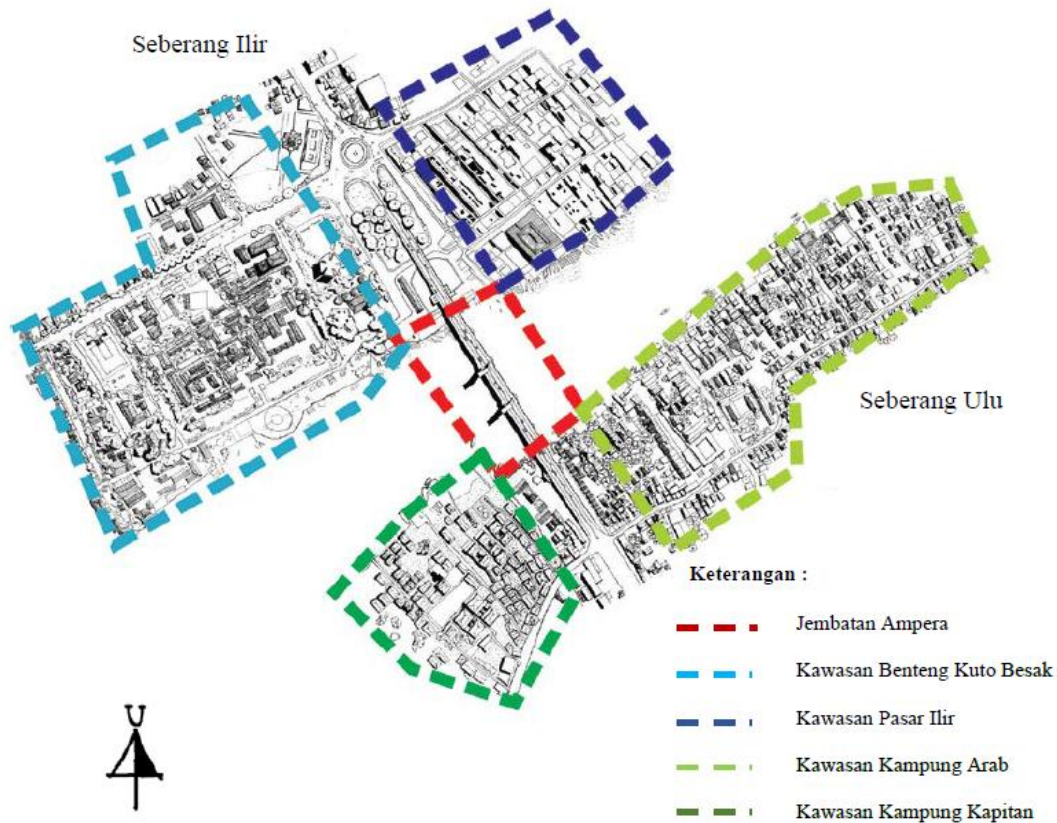 Seberang Ilir
Seberang Ulu
Keterangan :
Jembatan Ampera
Kawasan Benteng Kuto Besak
Kawasan Pasar Ilir
Kawasan Kampung Arab
Kawasan Kampung Kapitan
U